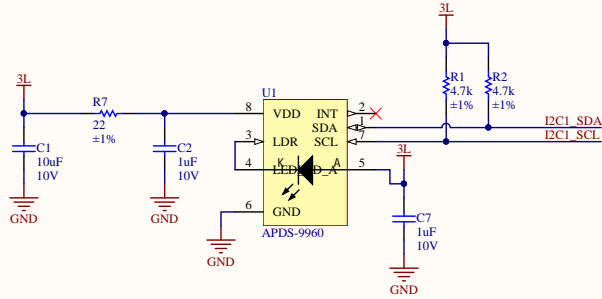 3L
R1
4.7k
±1%
R2
4.7k
±1%
3L
R7
22
±1%
U1
8
VDD
INT
2
SDA
1
I2C1_SDA
SCL
7
I2C1_SCL
3
LDR
4
K
A
5
3L
6
GND
APDS-9960
C1
10uF
10V
GND
C2
1uF
10V
GND
GND
C7
1uF
10V
GND